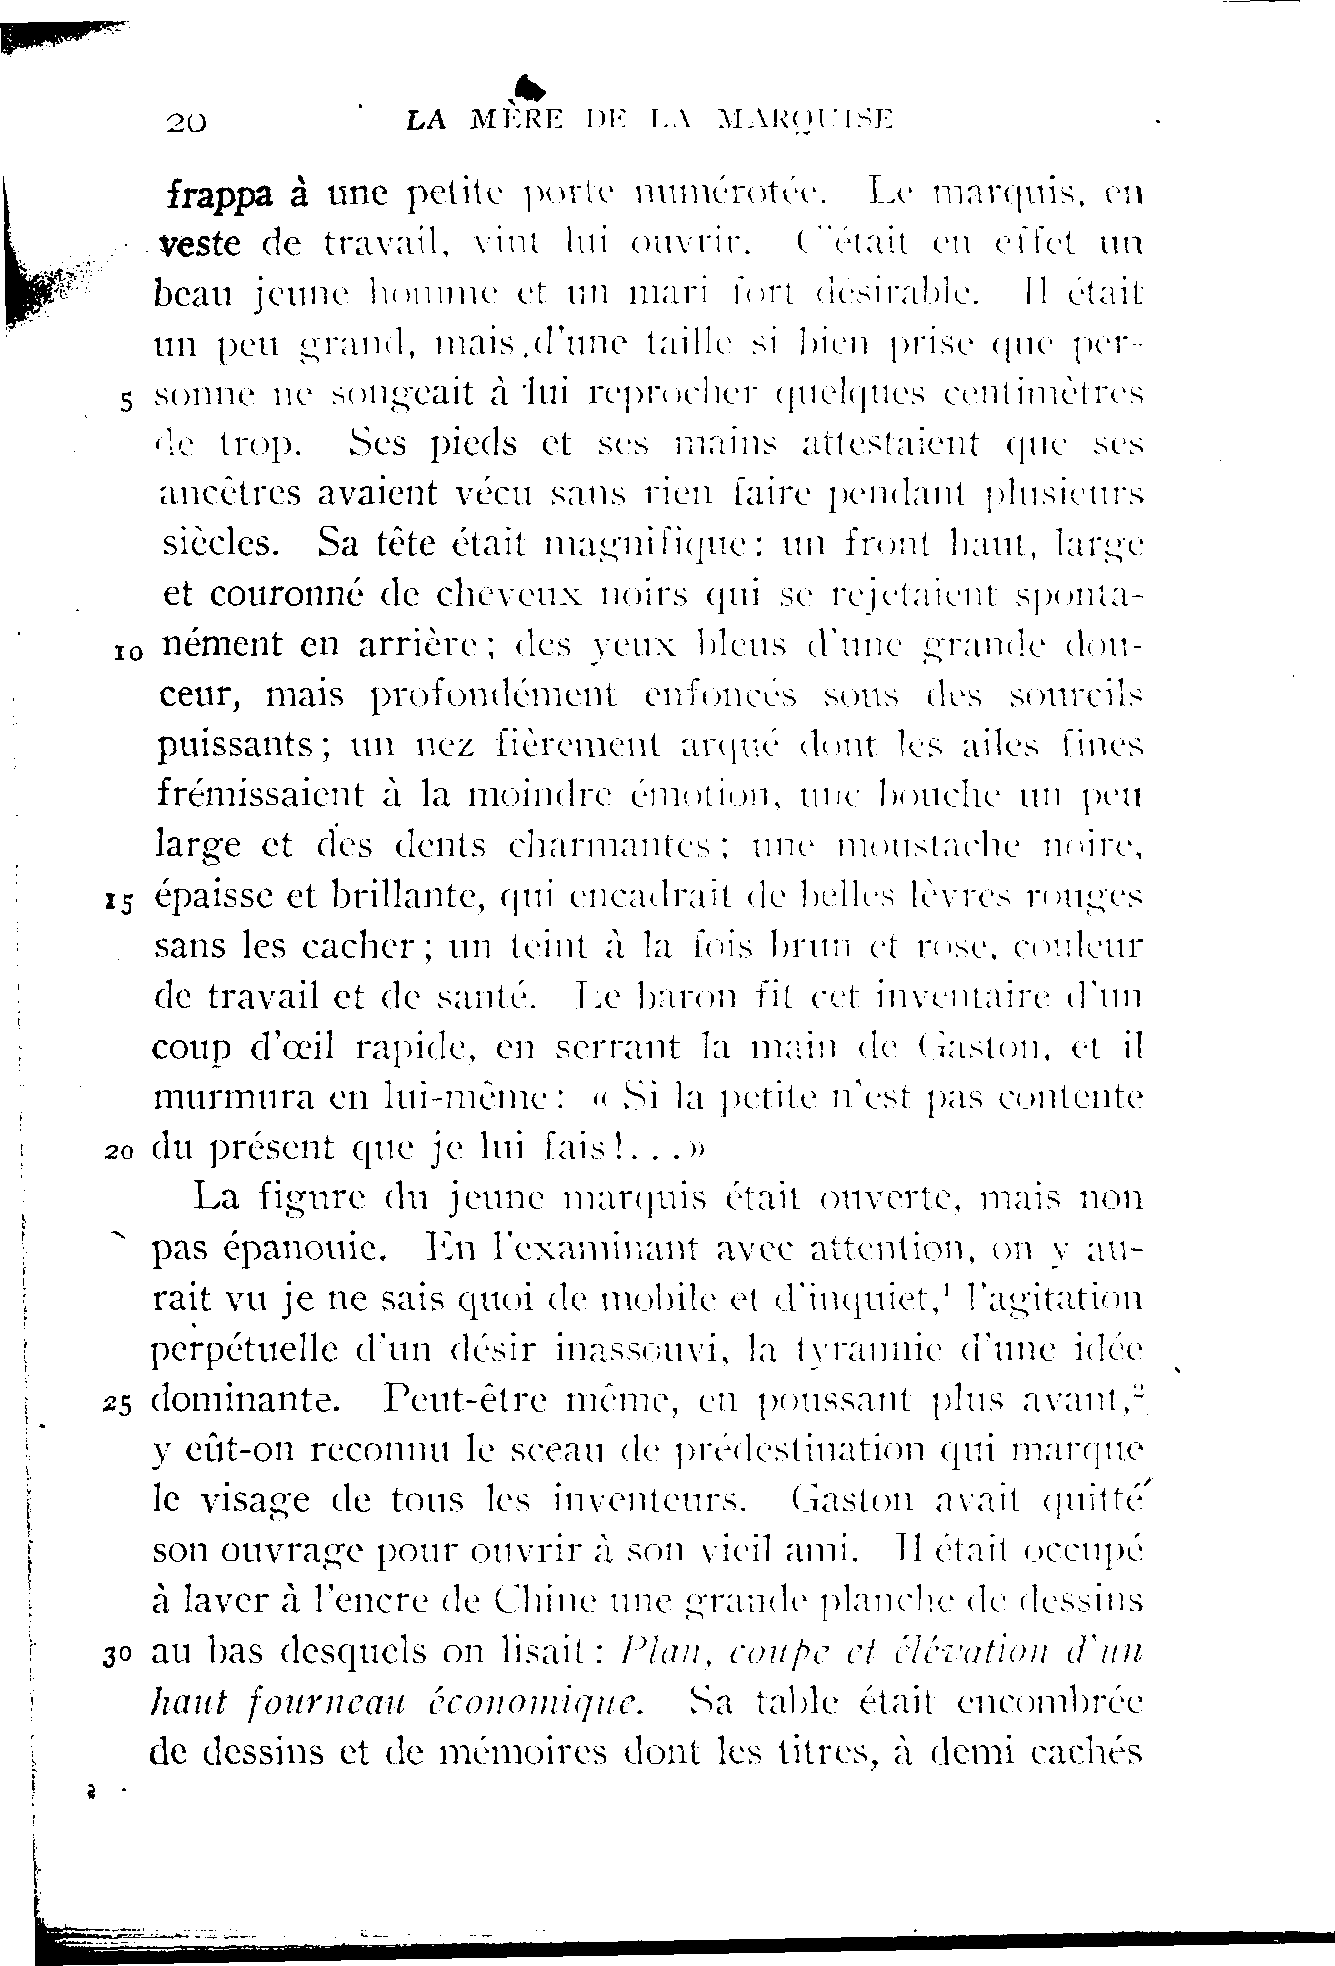 20 LA MÈRE DE LA MARQUISE
frappa à une petite porte numérotée. Le marquis, en
veste de travail, vint lui ouvrir. C'était en effet un
beau jeune homme et un mari fort désirable. Il était
un peu grand, mais d'une taille si bien prise que per-
5 sonne ne songeait à lui reprocher quelques centimètres
de trop. Ses pieds et ses mains attestaient que ses
ancêtres avaient vécu sans rien faire pendant plusieurs
siècles. Sa tête était magnifique: un front haut, large
et couronné de cheveux noirs qui se rejetaient sponta-
10 nément en arrière; des yeux bleus d'une grande dou-
ceur, mais profondément enfoncés sous des sourcils
puissants; un nez fièrement arqué dont les ailes fines
frémissaient à la moindre émotion, une bouche un peu
large et des dents charmantes; une moustache noire,
15 épaisse et brillante, qui encadrait de belles lèvres rouges
sans les cacher; un teint à la fois brun et rose, couleur
de travail et de santé. Le baron fit cet inventaire d'un
coup d'œil rapide, en serrant la main de Gaston, et il
murmura en lui-même: « Si la petite n'est pas contente
20 du présent que je lui fais!. . .»
La figure du jeune marquis était ouverte, mais non
pas épanouie. En l'examinant avec attention, on y au-
rait vu je ne sais quoi de mobile et d'inquiet,¹ l'agitation
perpétuelle d'un désir inassouvi, la tyrannie d'une idée
25 dominante. Peut-être même, en poussant plus avant,²
y eût-on reconnu le sceau de prédestination qui marque
le visage de tous les inventeurs. Gaston avait quitté
son ouvrage pour ouvrir à son vieil ami. Il était occupé
à laver à l'encre de Chine une grande planche de dessins
30 au bas desquels on lisait: Plan, coupe et élévation d'un
haut fourneau économique. Sa table était encombrée
de dessins et de mémoires dont les titres, à demi cachés